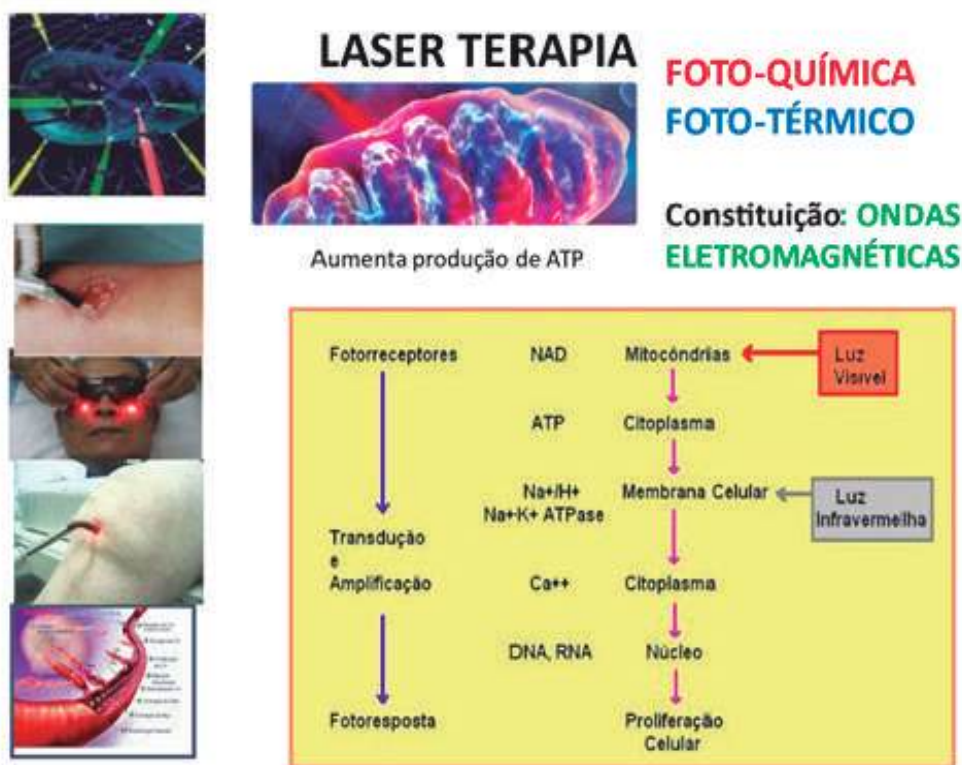 LASER TERAPIA
FOTO-QUÍMICA
FOTO-TÉRMICO
Constituição: ONDAS
ELETROMAGNÉTICAS
Aumenta produção de ATP
Fotorreceptores
NAD
Mitocôndrias
Luz
Visivel
ATP
Citoplasma
Na+/H+
Na+K+ ATPase
Membrana Celular
Luz
Infravermelha
Transdução
e
Amplificação
Ca++
Citoplasma
DNA, RNA
Núcleo
Fotoresposta
Proliferação
Celular